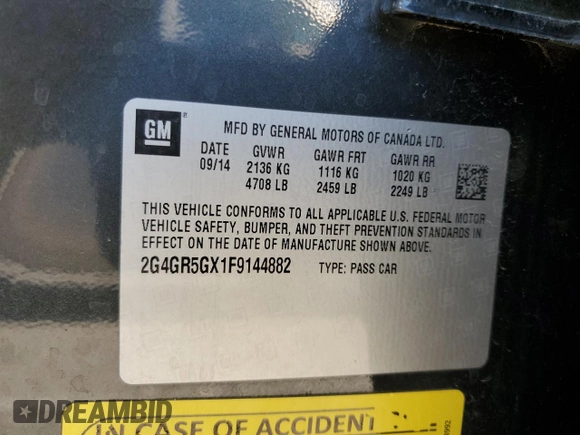 GM
®
MFD BY GENERAL MOTORS OF CANADA LTD.
DATE GVWR GAWR FRT GAWR RR
09/14 2136 KG 1116 KG 1020 KG
4708 LB 2459 LB 2249 LB
THIS VEHICLE CONFORMS TO ALL APPLICABLE U.S. FEDERAL MOTOR
VEHICLE SAFETY, BUMPER, AND THEFT PREVENTION STANDARDS IN
EFFECT ON THE DATE OF MANUFACTURE SHOWN ABOVE.
2G4GR5GX1F9144882 TYPE: PASS CAR
IN CASE OF ACCIDENT
DREAMBID